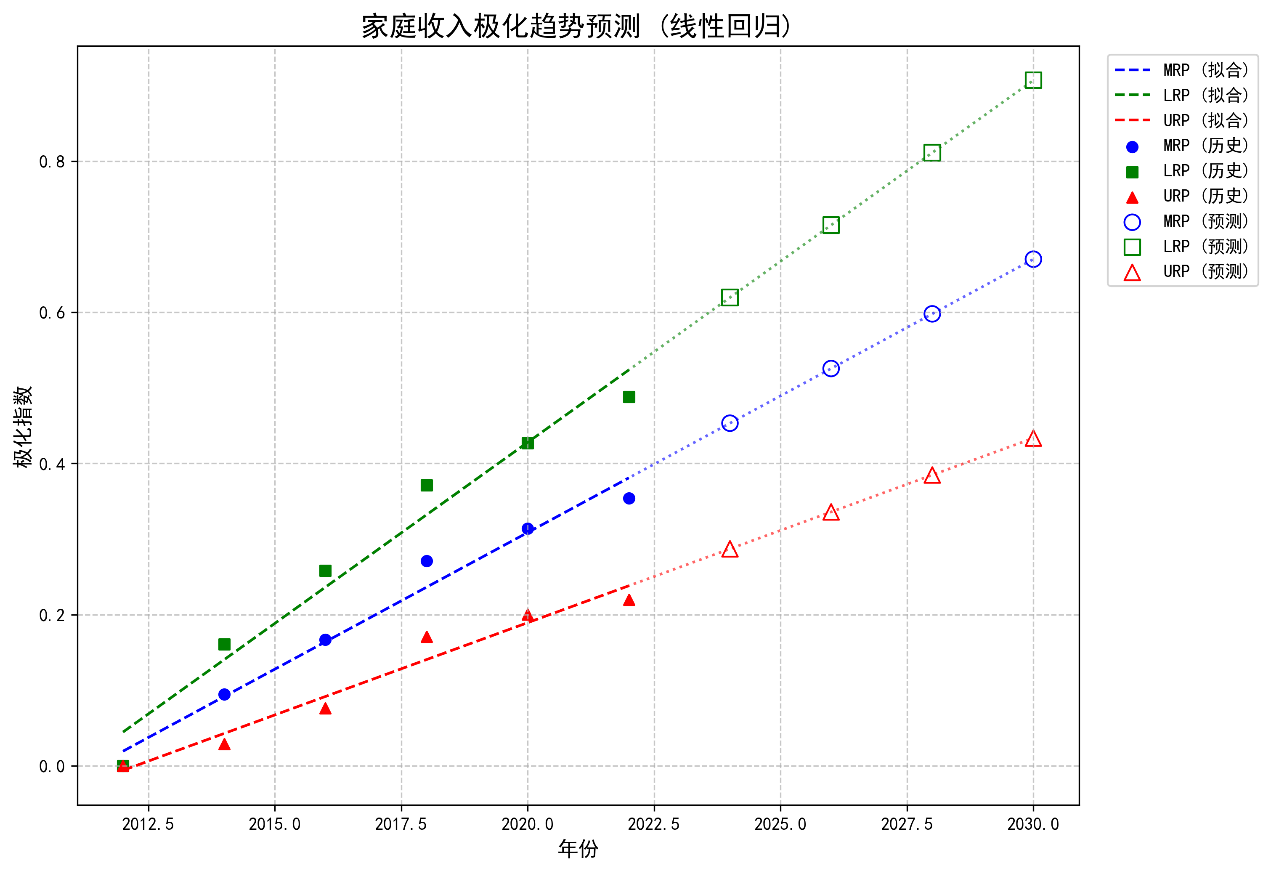 家庭收入极化趋势预测 (线性回归)
MRP (拟合)
LRP (拟合)
URP (拟合)
MRP (历史)
LRP (历史)
URP (历史)
MRP (预测)
LRP (预测)
URP (预测)
极化指数
0.8
0.6
0.4
0.2
0.0
2012.5 2015.0 2017.5 2020.0 2022.5 2025.0 2027.5 2030.0
年份